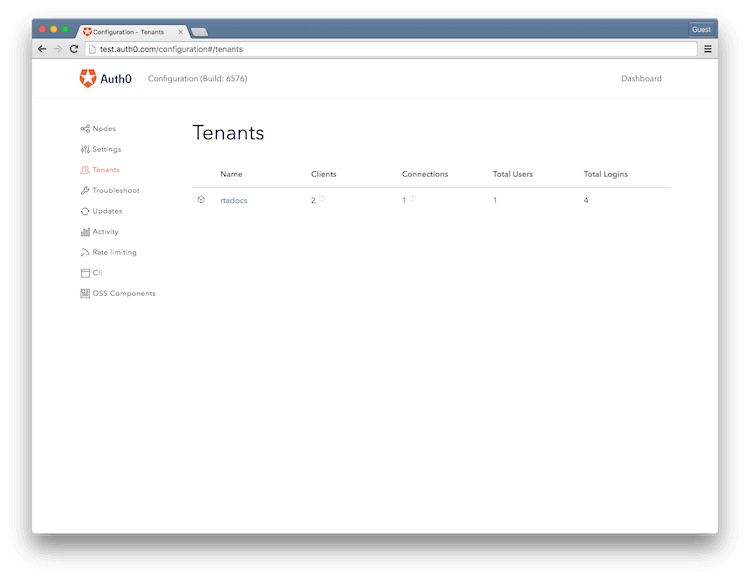 Configuration - Tenants
Guest
test.auth0.com/configuration#/tenants
Auth0 Configuration (Build: 6576) Dashboard
Nodes
Settings
Tenants
Troubleshoot
Updates
Activity
Rate limiting
Cli
OSS Components
Tenants
Name Clients Connections Total Users Total Logins
rtadocs 2 1 1 4